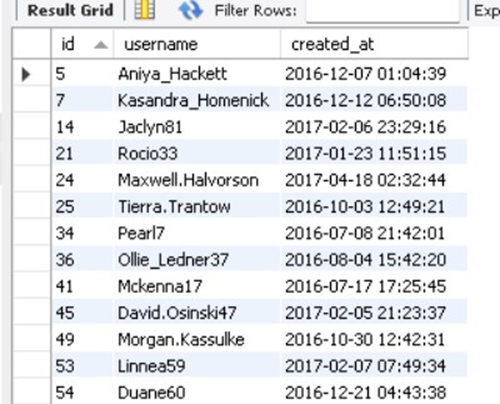 Result Grid Filter Rows: Exp
id username created_at
5 Aniya_Hackett 2016-12-07 01:04:39
7 Kasandra_Homenick 2016-12-12 06:50:08
14 Jaclyn81 2017-02-06 23:29:16
21 Rocio33 2017-01-23 11:51:15
24 Maxwell.Halvorson 2017-04-18 02:32:44
25 Tierra.Trantow 2016-10-03 12:49:21
34 Pearl7 2016-07-08 21:42:01
36 Ollie_Ledner37 2016-08-04 15:42:20
41 Mckenna17 2016-07-17 17:25:45
45 David.Osinski47 2017-02-05 21:23:37
49 Morgan.Kassulke 2016-10-30 12:42:31
53 Linnea59 2017-02-07 07:49:34
54 Duane60 2016-12-21 04:43:38